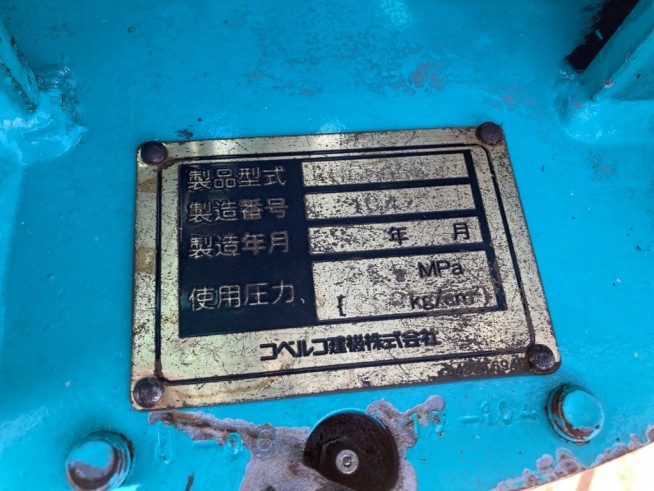 製品型式
製造番号
製造年月 年 月
使用圧力 MPa
[ kg/cm²]
コベルコ建機株式会社